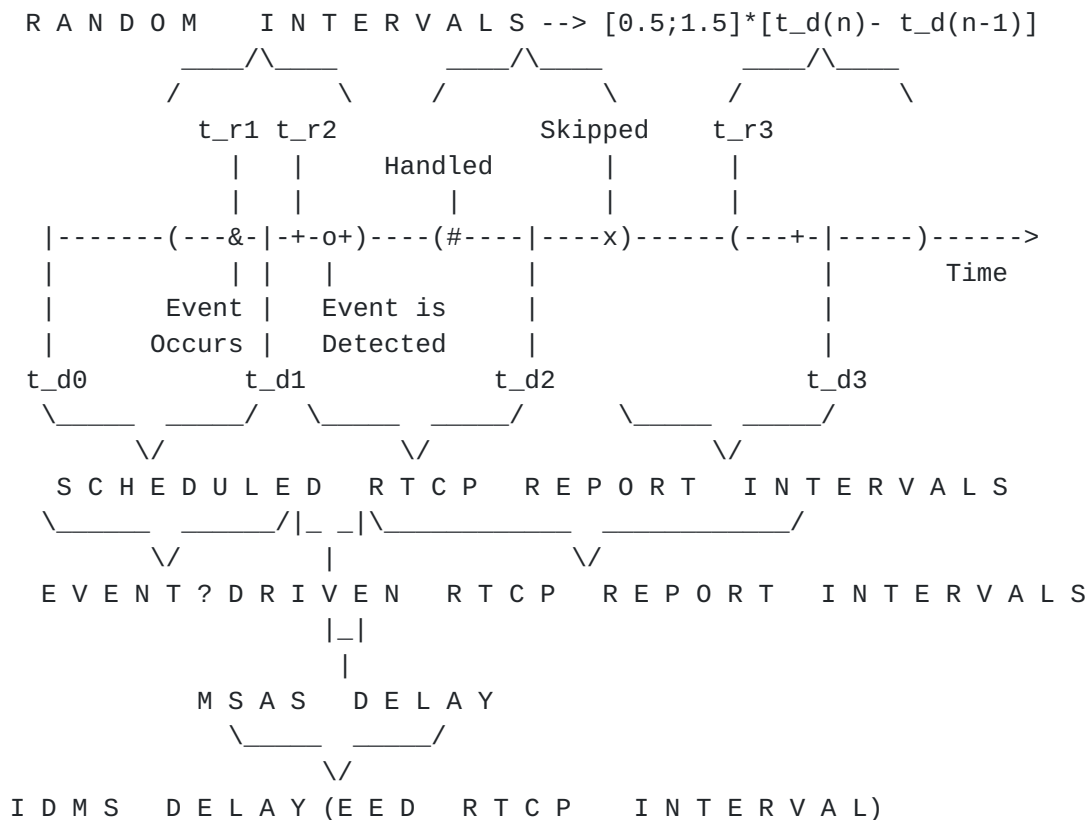 R A N D O M   I N T E R V A L S --> [0.5;1.5]*[t_d(n)- t_d(n-1)]
t_r1 t_r2 Skipped t_r3
Handled
|-------(---&-|-+-o+)----(#----|----x)------(---+-|-----)------>
Time
Event Event is
Occurs Detected
t_d0 t_d1 t_d2 t_d3
S C H E D U L E D   R T C P   R E P O R T   I N T E R V A L S
E V E N T ? D R I V E N   R T C P   R E P O R T   I N T E R V A L S
M S A S   D E L A Y
I D M S   D E L A Y (E E D   R T C P   I N T E R V A L)